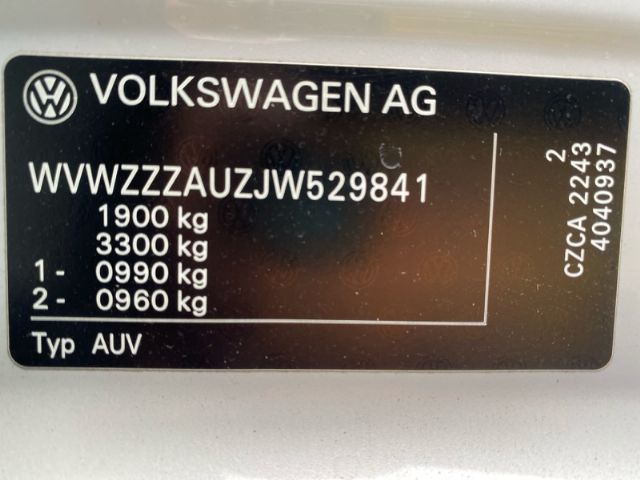 VOLKSWAGEN AG
WVWZZZAUZJW529841
1900 kg
3300 kg
1 - 0990 kg
2 - 0960 kg
Typ AUV
2
CZCA 2243
4040937